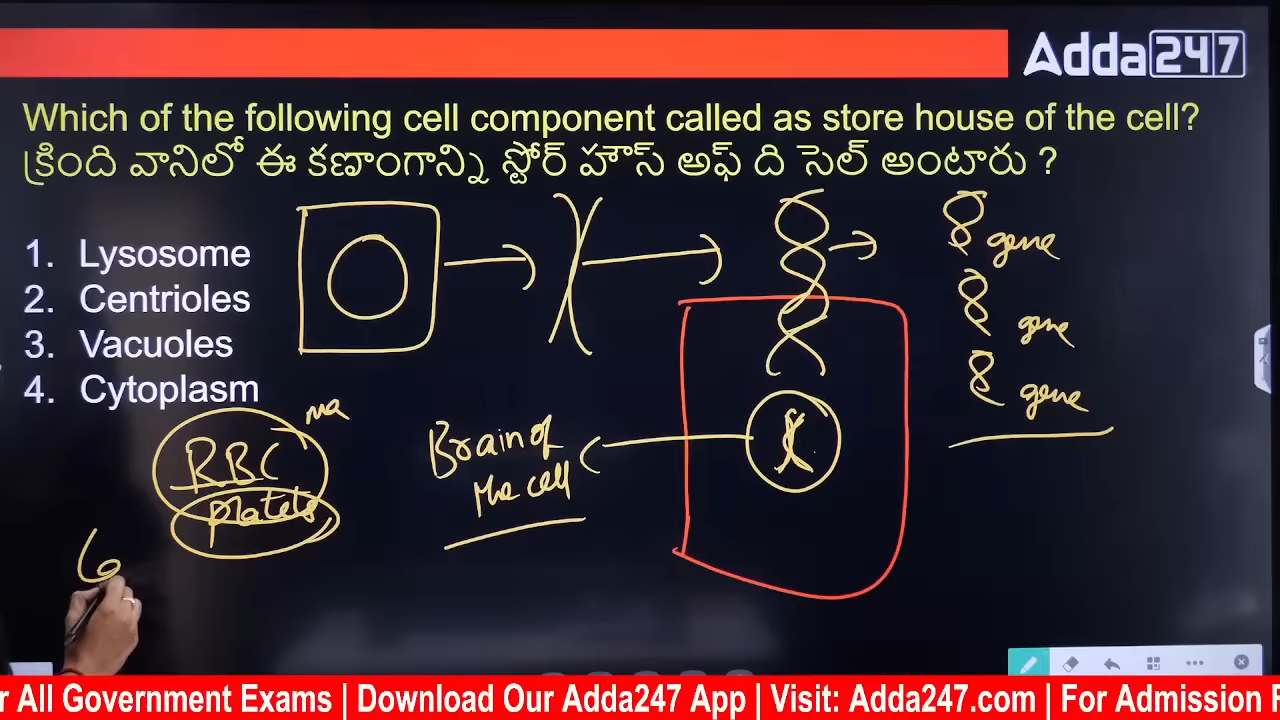 Adda247
Which of the following cell component called as store house of the cell?
క్రింది వానిలో ఈ కణాంగాన్ని స్టోర్ హౌస్ అఫ్ ది సెల్ అంటారు ?
1. Lysosome
2. Centrioles
3. Vacuoles
4. Cytoplasm
gene
gene
gene
RBC
Brain of
the cell
6
r All Government Exams | Download Our Adda247 App | Visit: Adda247.com | For Admission F